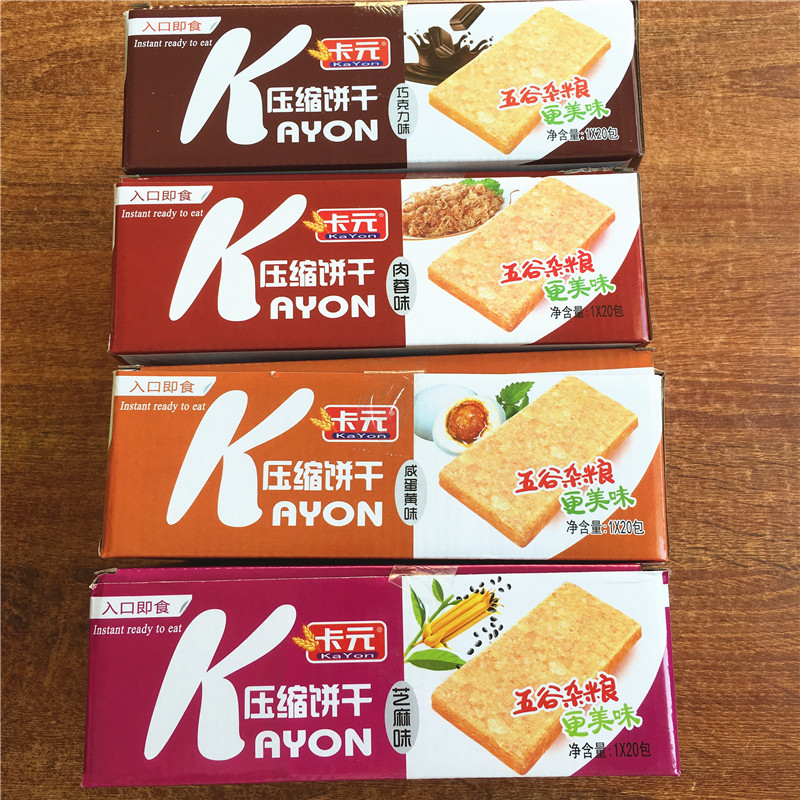 入口即食
Instant ready to eat
卡元®
KaYon
K
压缩饼干
AYON
巧克力味
五谷杂粮
更美味
净含量:1X20包
入口即食
Instant ready to eat
卡元®
KaYon
K
压缩饼干
AYON
肉蓉味
五谷杂粮
更美味
净含量:1X20包
入口即食
Instant ready to eat
卡元®
KaYon
K
压缩饼干
AYON
咸蛋黄味
五谷杂粮
更美味
净含量:1X20包
入口即食
Instant ready to eat
卡元®
KaYon
K
压缩饼干
AYON
芝麻味
五谷杂粮
更美味
净含量:1X20包